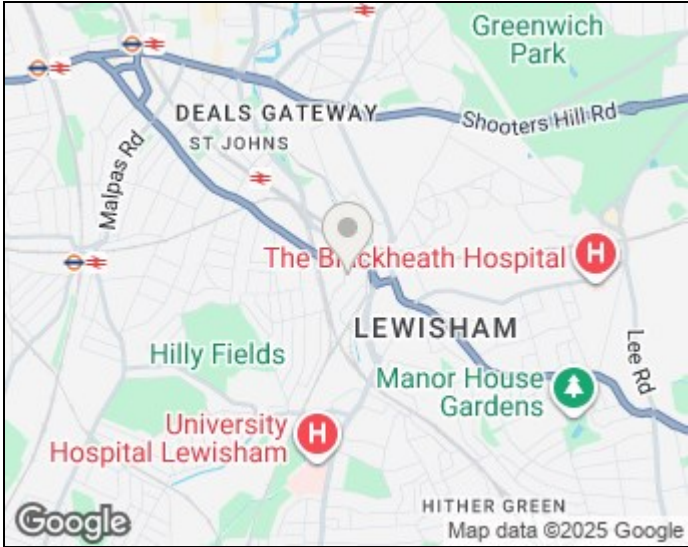 Greenwich
Park
DEALS GATEWAY
Shooters Hill Rd
ST JOHNS
Malpas Rd
The Blackheath Hospital
H
LEWISHAM
Hilly Fields
Lee Rd
Manor House
Gardens
University
Hospital Lewisham
H
HITHER GREEN
Google
Map data ©2025 Google